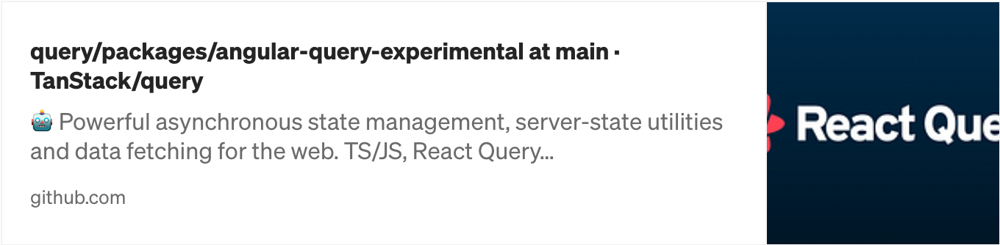 query/packages/angular-query-experimental at main ·
TanStack/query
🤖 Powerful asynchronous state management, server-state utilities
and data fetching for the web. TS/JS, React Query...
github.com
React Que